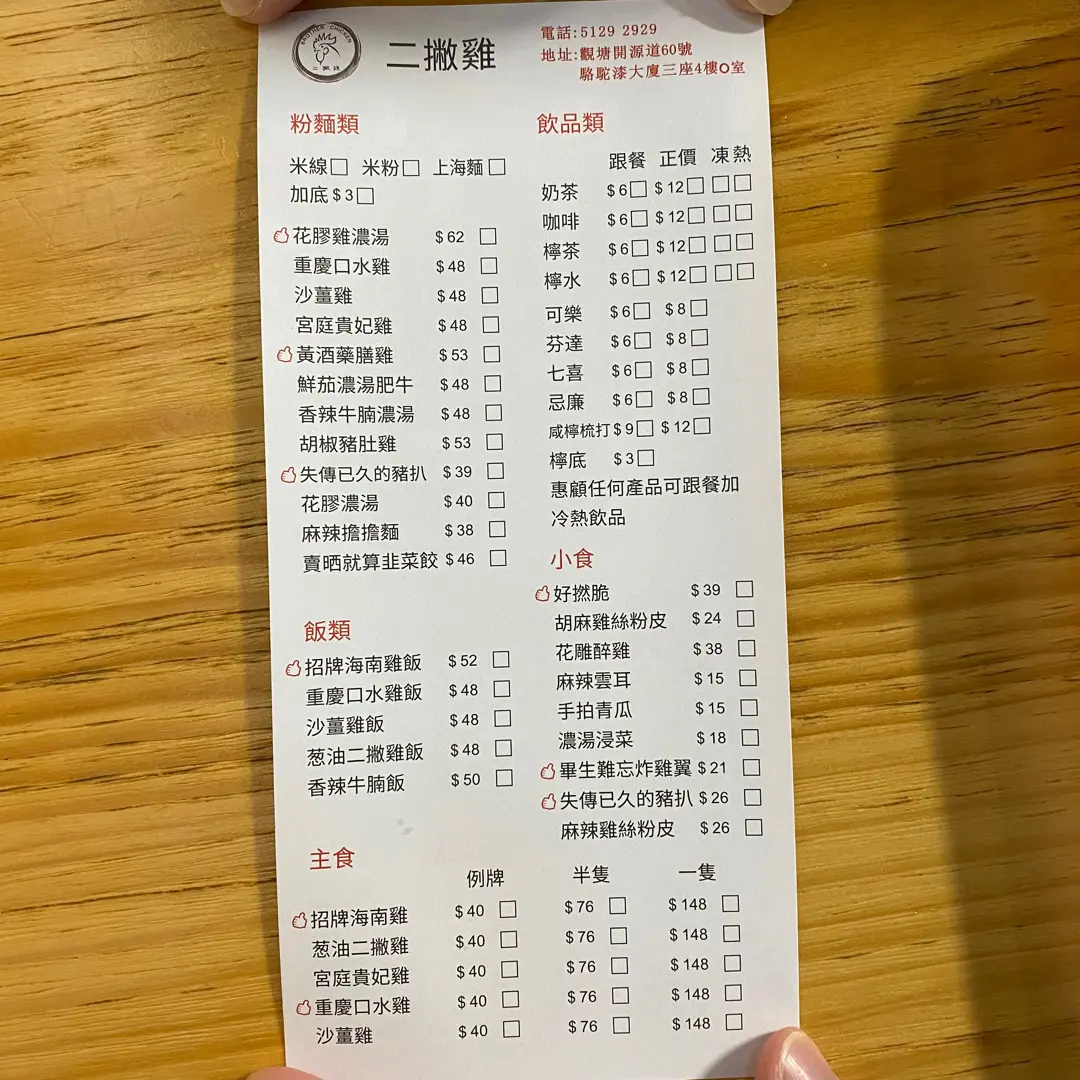 BROTHER CHICKEN
二撇雞
二撇雞
電話:5129 2929
地址:觀塘開源道60號
駱駝漆大廈三座4樓O室
粉麵類
米線□ 米粉□ 上海麵□
加底$3□
花膠雞濃湯 $62 □
重慶口水雞 $48 □
沙薑雞 $48 □
宮庭貴妃雞 $48 □
黃酒藥膳雞 $53 □
鮮茄濃湯肥牛 $48 □
香辣牛腩濃湯 $48 □
胡椒豬肚雞 $53 □
失傳已久的豬扒 $39 □
花膠濃湯 $40 □
麻辣擔擔麵 $38 □
賣晒就算韭菜餃 $46 □
飯類
招牌海南雞飯 $52 □
重慶口水雞飯 $48 □
沙薑雞飯 $48 □
葱油二撇雞飯 $48 □
香辣牛腩飯 $50 □
飲品類
跟餐 正價 凍 熱
奶茶 $6□ $12□ □□
咖啡 $6□ $12□ □□
檸茶 $6□ $12□ □□
檸水 $6□ $12□ □□
可樂 $6□ $8□
芬達 $6□ $8□
七喜 $6□ $8□
忌廉 $6□ $8□
咸檸梳打 $9□ $12□
檸底 $3□
惠顧任何產品可跟餐加
冷熱飲品
小食
好撚脆 $39 □
胡麻雞絲粉皮 $24 □
花雕醉雞 $38 □
麻辣雲耳 $15 □
手拍青瓜 $15 □
濃湯浸菜 $18 □
畢生難忘炸雞翼 $21 □
失傳已久的豬扒 $26 □
麻辣雞絲粉皮 $26 □
主食
例牌 半隻 一隻
招牌海南雞 $40 □ $76 □ $148 □
葱油二撇雞 $40 □ $76 □ $148 □
宮庭貴妃雞 $40 □ $76 □ $148 □
重慶口水雞 $40 □ $76 □ $148 □
沙薑雞 $40 □ $76 □ $148 □